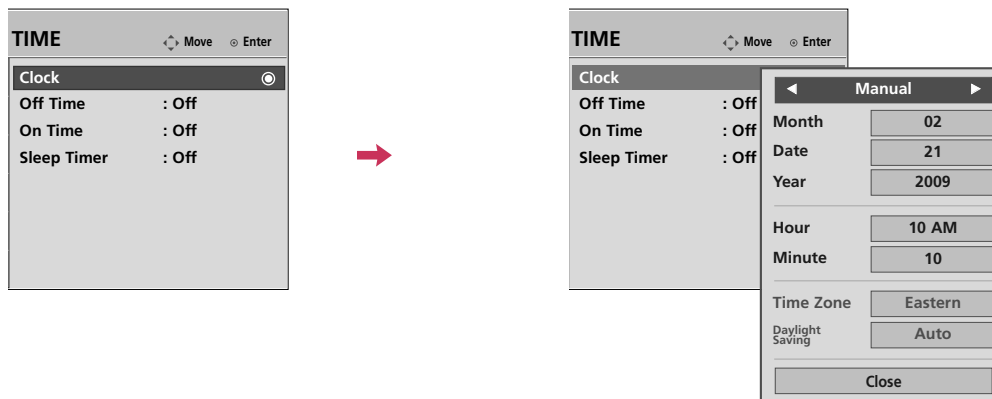 TIME Move Enter
Clock
Off Time : Off
On Time : Off
Sleep Timer : Off
TIME Move Enter
Clock
Off Time : Off
On Time : Off
Sleep Timer : Off
Manual
Month 02
Date 21
Year 2009
Hour 10 AM
Minute 10
Time Zone Eastern
Daylight
Saving Auto
Close